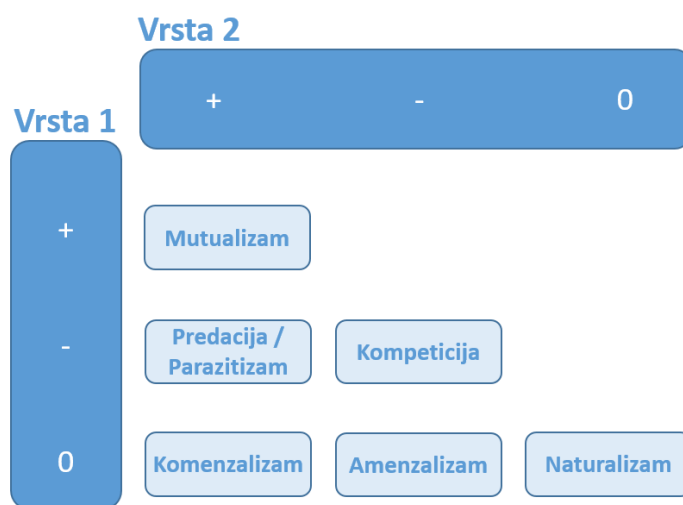 Vrsta 2
+ - 0
Vrsta 1
+
Mutualizam
-
Predacija /
Parazitizam
Kompeticija
0
Komenzalizam
Amenzalizam
Naturalizam